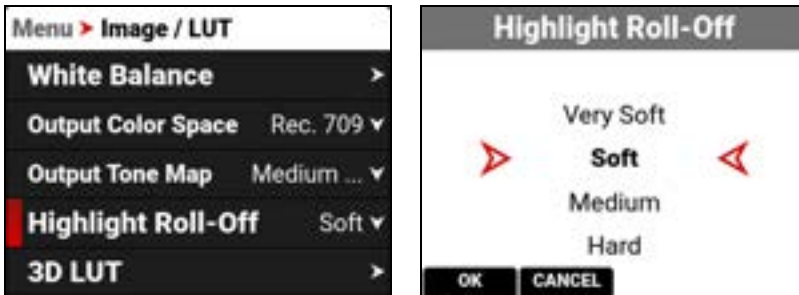 Menu > Image / LUT
White Balance
Output Color Space Rec. 709
Output Tone Map Medium ...
Highlight Roll-Off Soft
3D LUT
Highlight Roll-Off
Very Soft
Soft
Medium
Hard
OK CANCEL